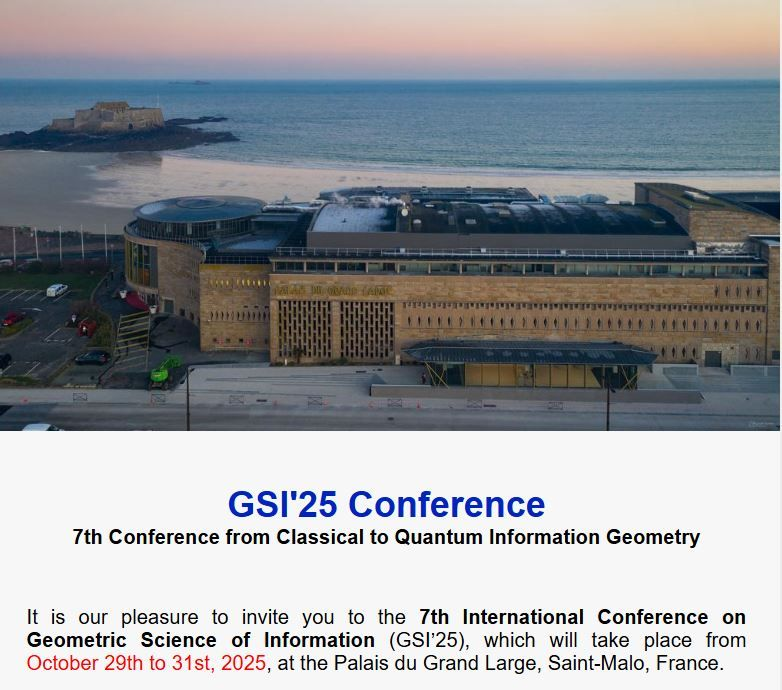 PALAIS DU GRAND LARGE
GSI'25 Conference
7th Conference from Classical to Quantum Information Geometry
It is our pleasure to invite you to the 7th International Conference on
Geometric Science of Information (GSI’25), which will take place from
October 29th to 31st, 2025, at the Palais du Grand Large, Saint-Malo, France.